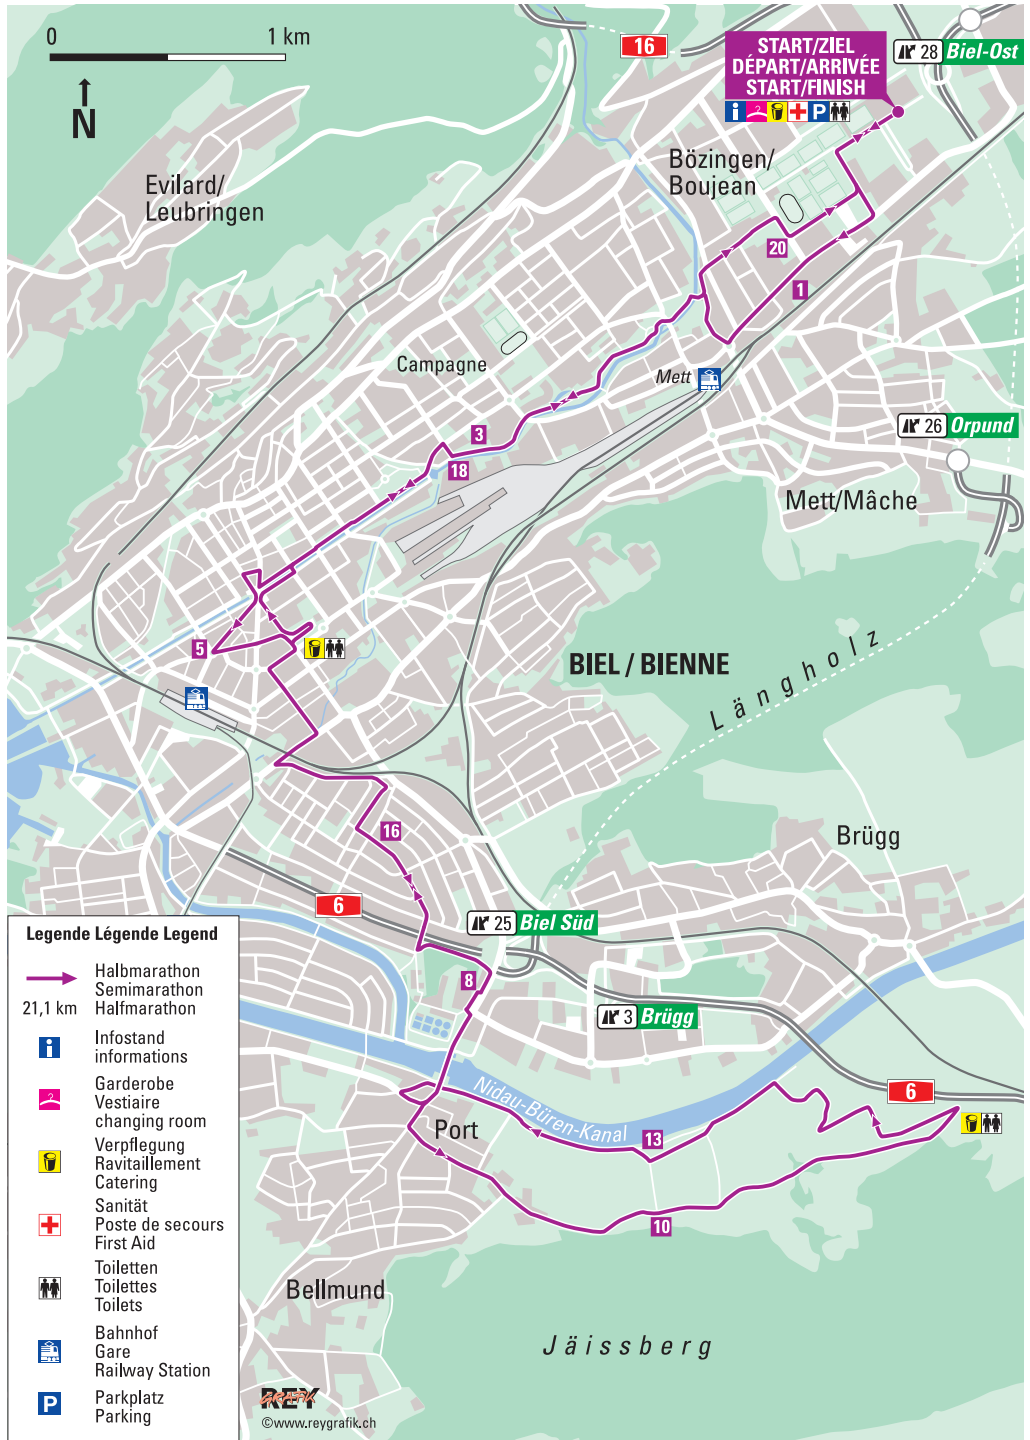 0
1 km
N
16
START/ZIEL
DÉPART/ARRIVÉE
START/FINISH
i
P
28 Biel-Ost
Evilard/
Leubringen
Bözingen/
Boujean
20
1
Campagne
Mett
3
18
26 Orpund
Mett/Mâche
5
BIEL / BIENNE
Längholz
16
Brügg
6
25 Biel Süd
8
3 Brügg
6
Nidau-Büren-Kanal
Port
13
10
Bellmund
Jäissberg
Legende Légende Legend
Halbmarathon
Semimarathon
21,1 km Halfmarathon
i
Infostand
informations
Garderobe
Vestiaire
changing room
Verpflegung
Ravitaillement
Catering
Sanität
Poste de secours
First Aid
Toiletten
Toilettes
Toilets
Bahnhof
Gare
Railway Station
P
Parkplatz
Parking
REY
GRAFIK
©www.reygrafik.ch